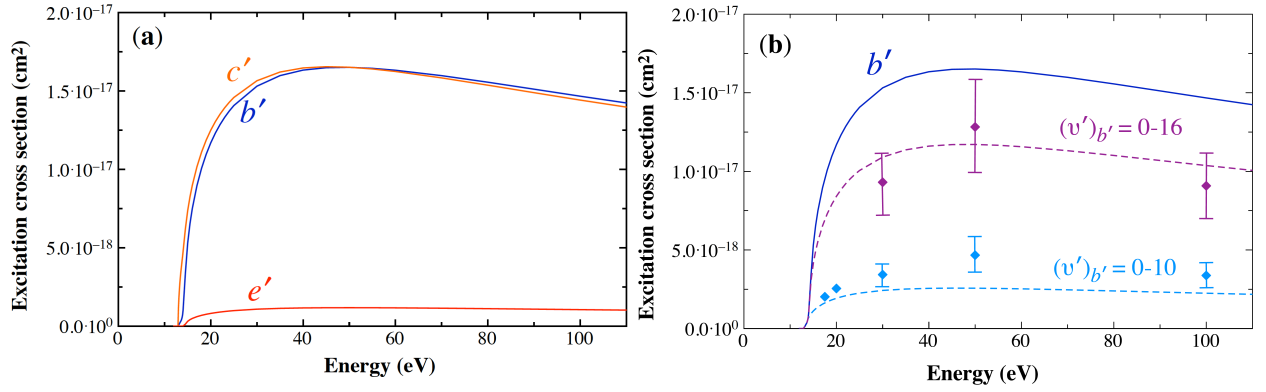 (a)
Excitation cross section (cm²)
2.0·10⁻¹⁷
1.5·10⁻¹⁷
1.0·10⁻¹⁷
5.0·10⁻¹⁸
0.0·10⁰
c′
b′
e′
0 20 40 60 80 100
Energy (eV)
(b)
Excitation cross section (cm²)
2.0·10⁻¹⁷
1.5·10⁻¹⁷
1.0·10⁻¹⁷
5.0·10⁻¹⁸
0.0·10⁰
b′
(υ′)b′ = 0-16
(υ′)b′ = 0-10
0 20 40 60 80 100
Energy (eV)